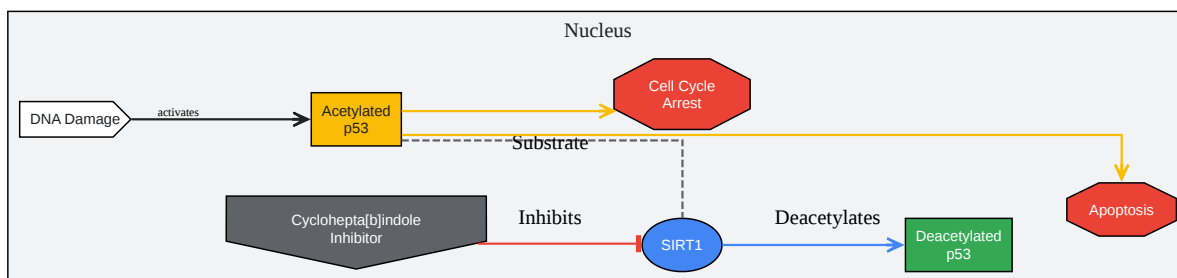 Nucleus
Cell Cycle
Arrest
DNA Damage
activates
Acetylated
p53
Substrate
Apoptosis
Cyclohepta[b]indole
Inhibitor
Inhibits
SIRT1
Deacetylates
Deacetylated
p53